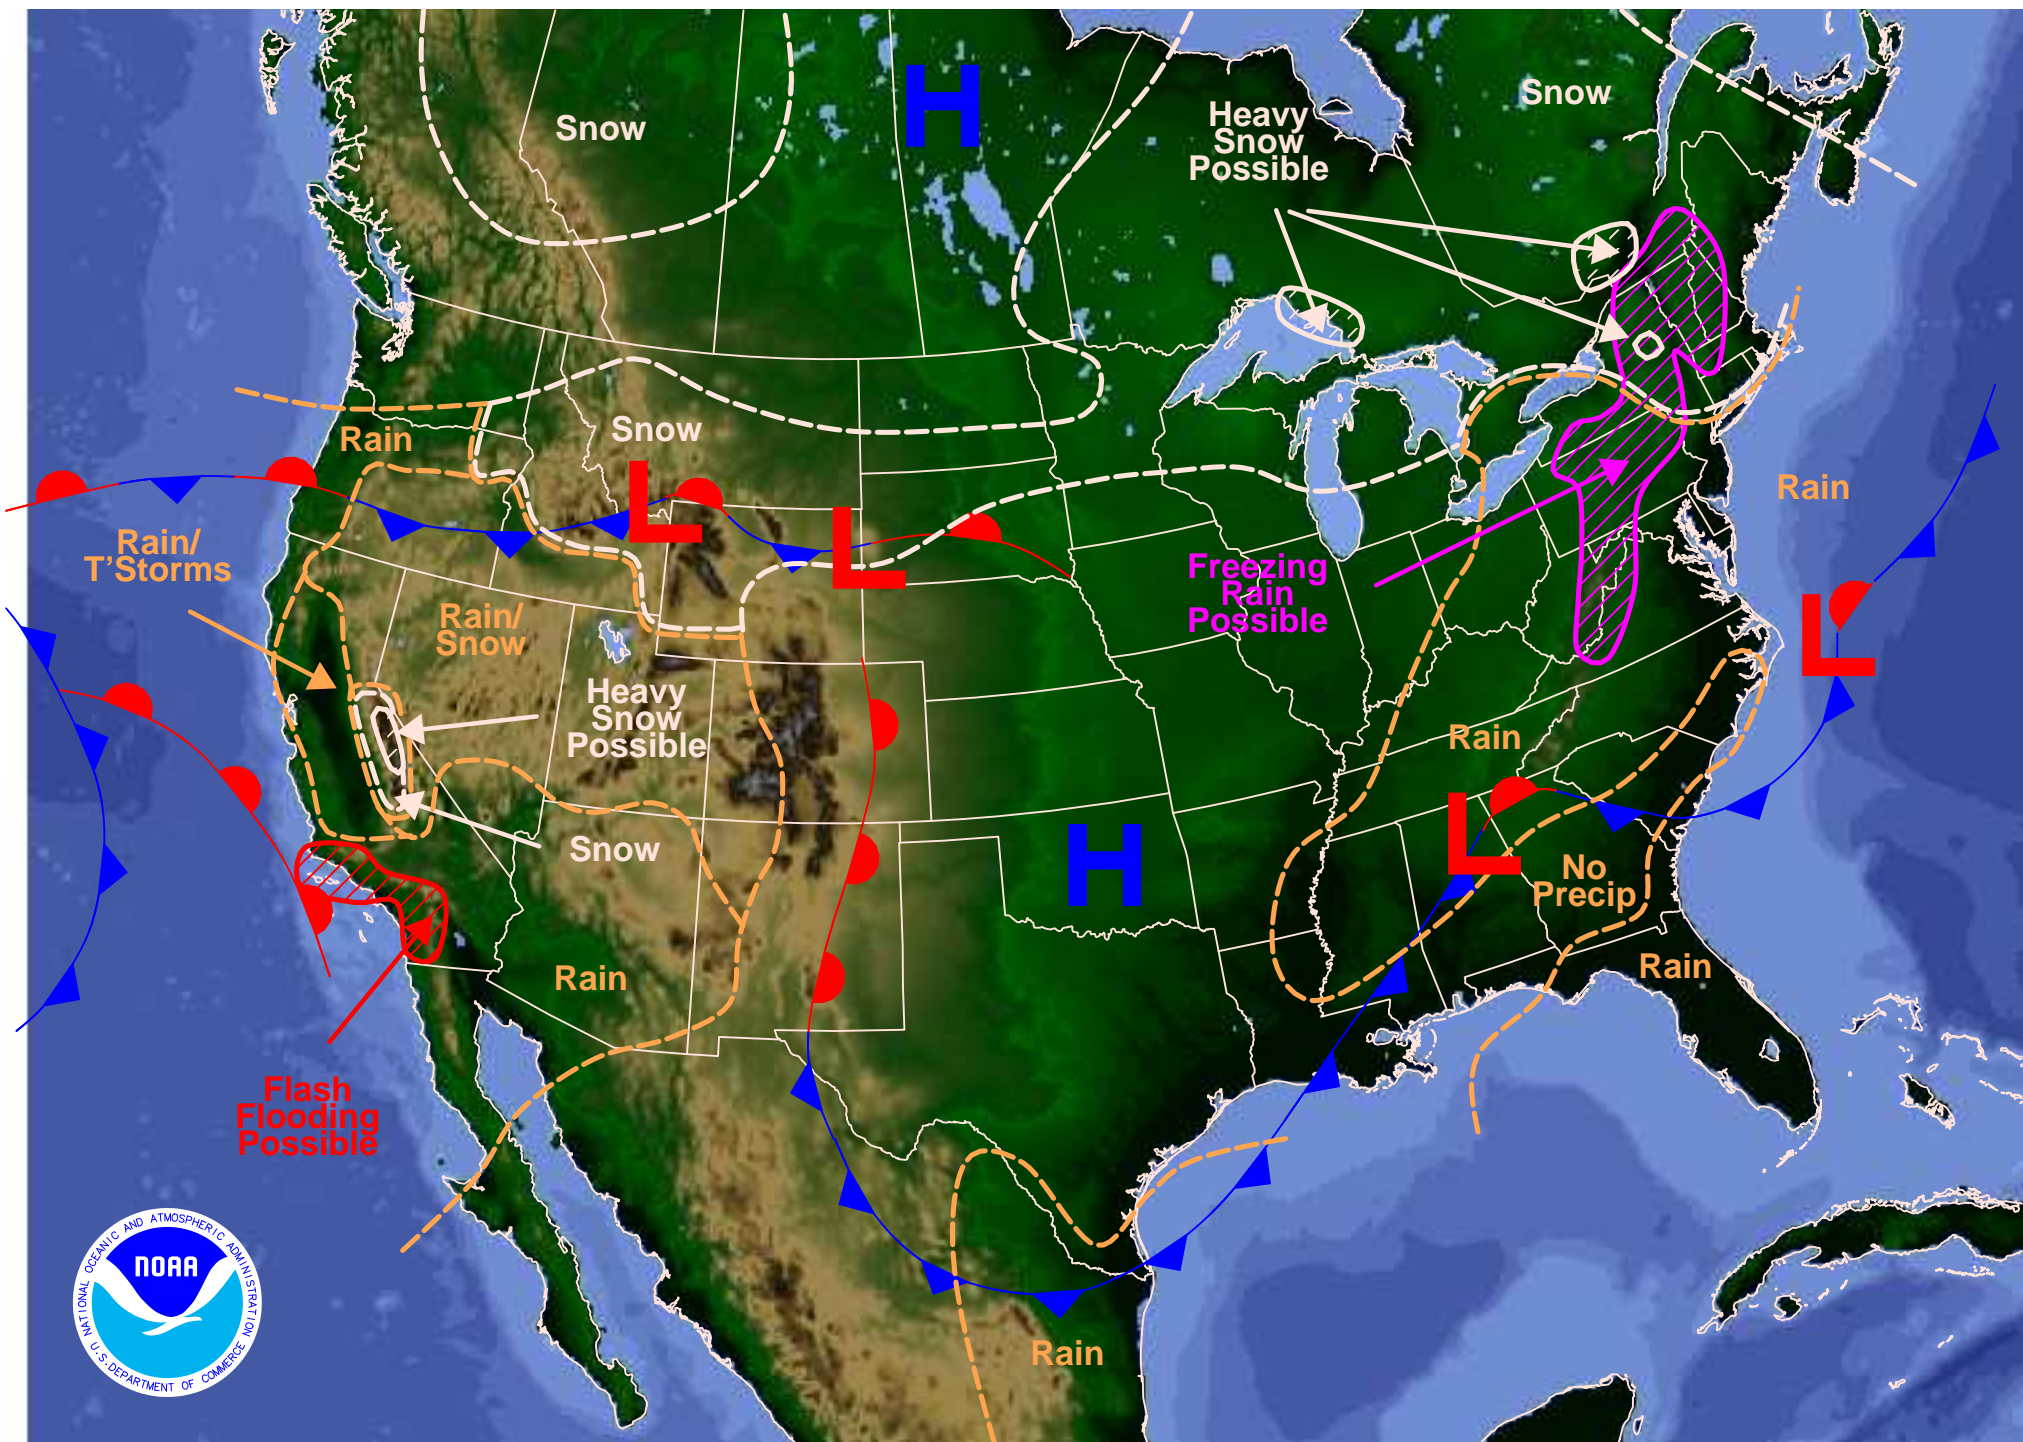 H
Snow
Heavy
Snow
Possible
Snow
Rain
Snow
L
L
Rain
Rain/
T'Storms
Freezing
Rain
Possible
Rain/
Snow
L
Heavy
Snow
Possible
Rain
L
H
Snow
No
Precip
Rain
Rain
Flash
Flooding
Possible
Rain
NATIONAL OCEANIC AND ATMOSPHERIC ADMINISTRATION
NOAA
U.S. DEPARTMENT OF COMMERCE